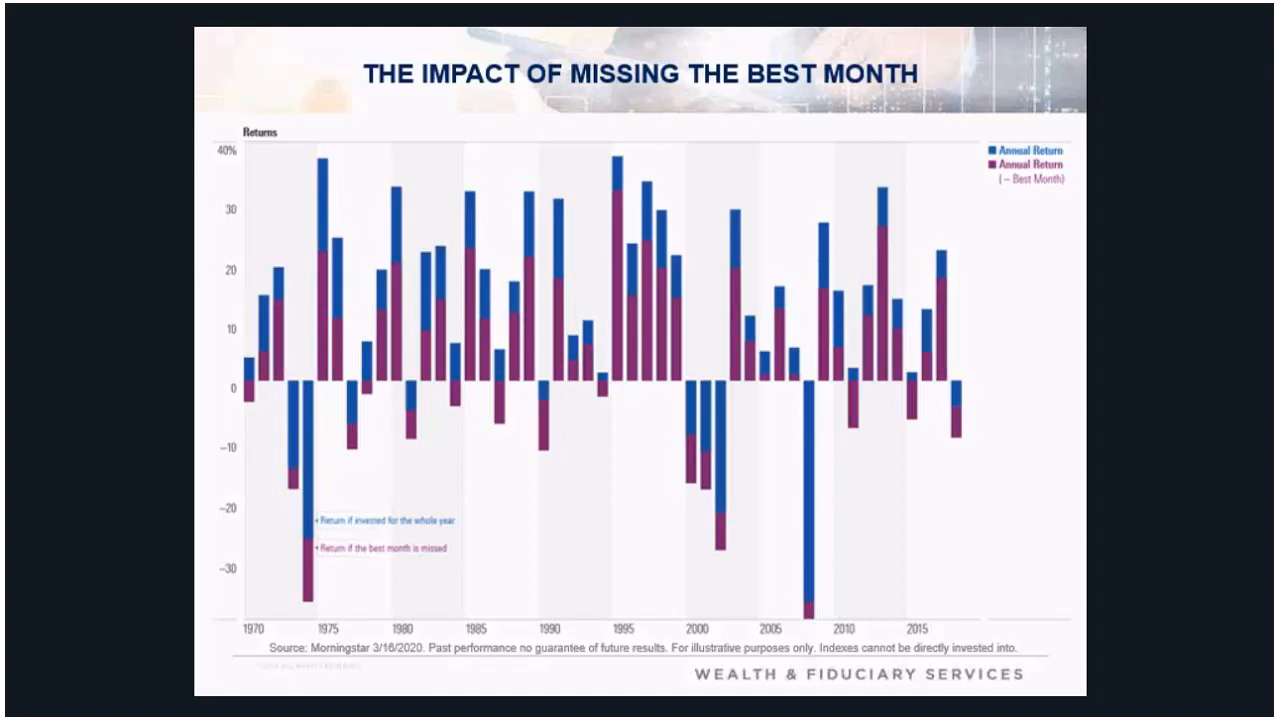 THE IMPACT OF MISSING THE BEST MONTH
Returns
40%
30
20
10
0
–10
–20
–30
Annual Return
Annual Return
( – Best Month)
Return if invested for the whole year
Return if the best month is missed
1970 1975 1980 1985 1990 1995 2000 2005 2010 2015
Source: Morningstar 3/16/2020. Past performance no guarantee of future results. For illustrative purposes only. Indexes cannot be directly invested into.
WEALTH & FIDUCIARY SERVICES